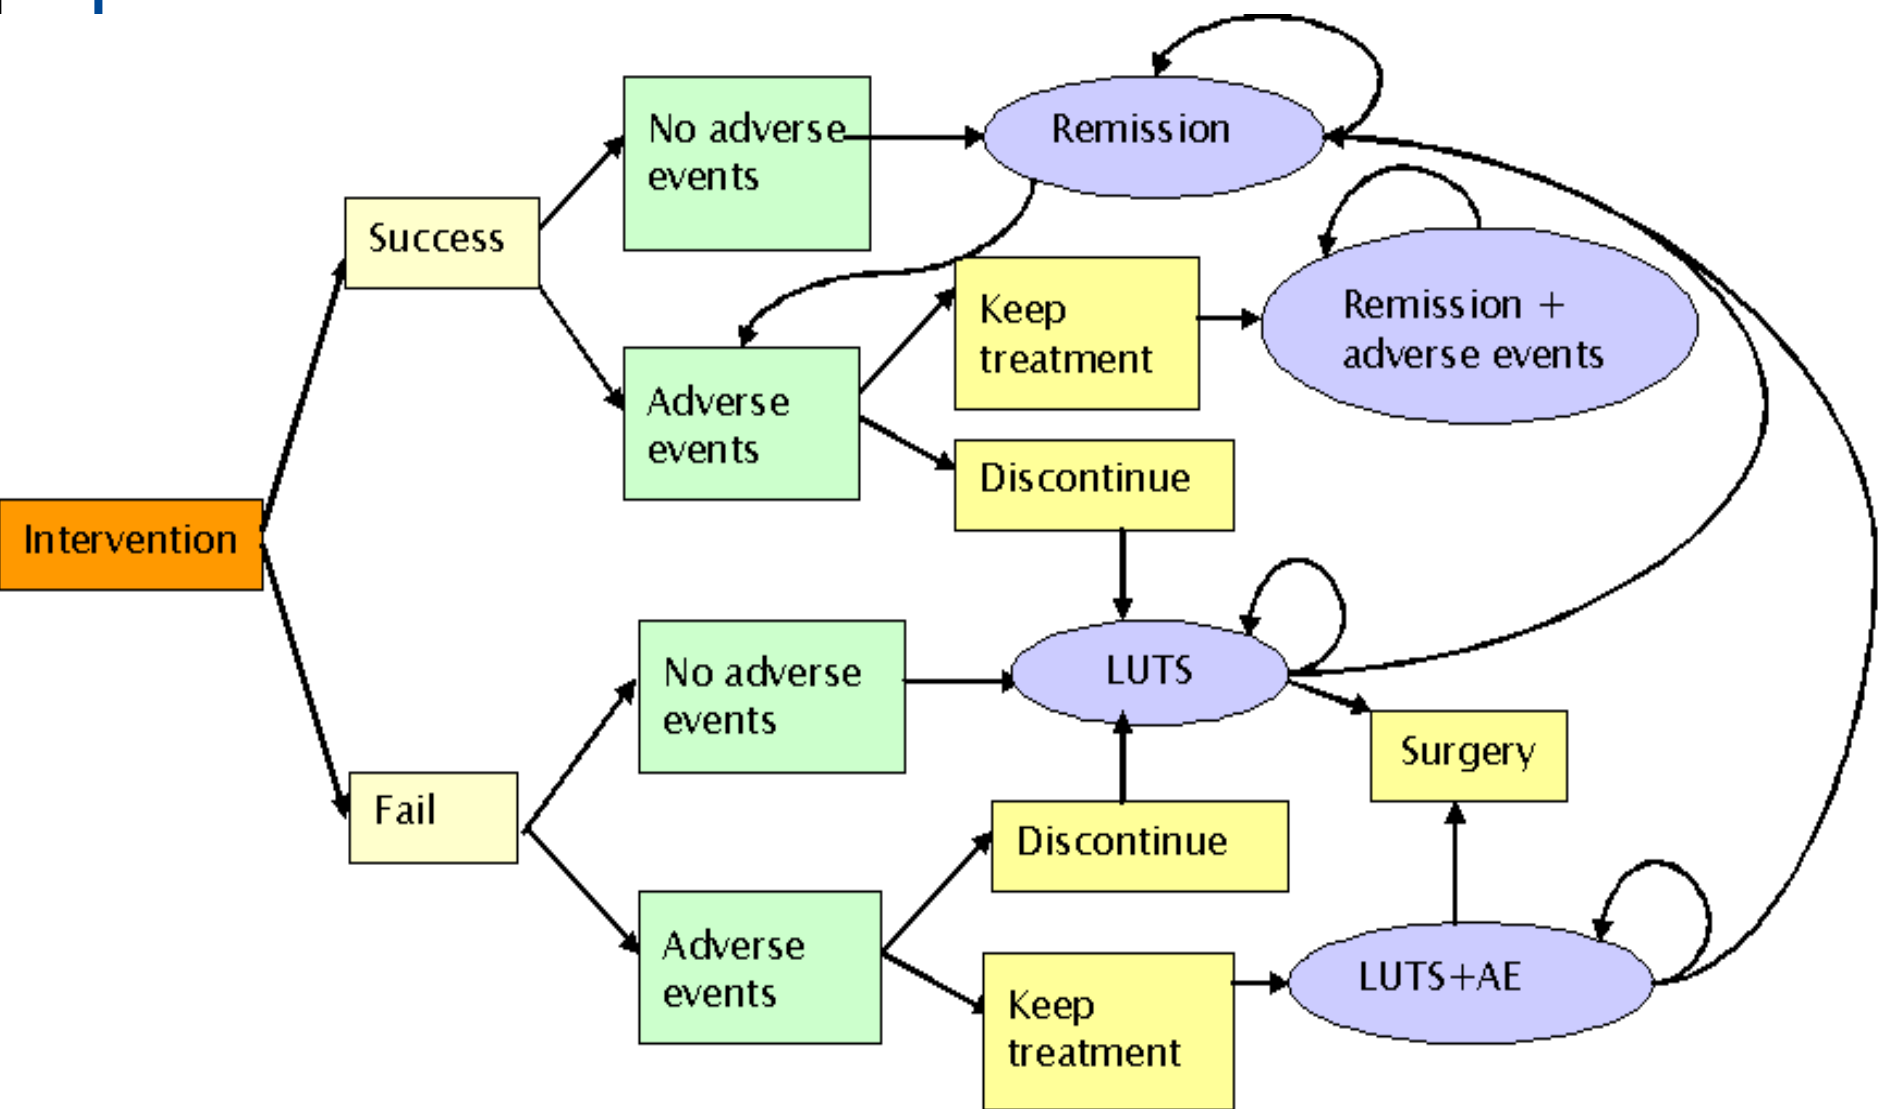 No adverse
events
Remission
Success
Keep
treatment
Remission +
adverse events
Adverse
events
Discontinue
Intervention
No adverse
events
LUTS
Surgery
Fail
Discontinue
Adverse
events
Keep
treatment
LUTS+AE